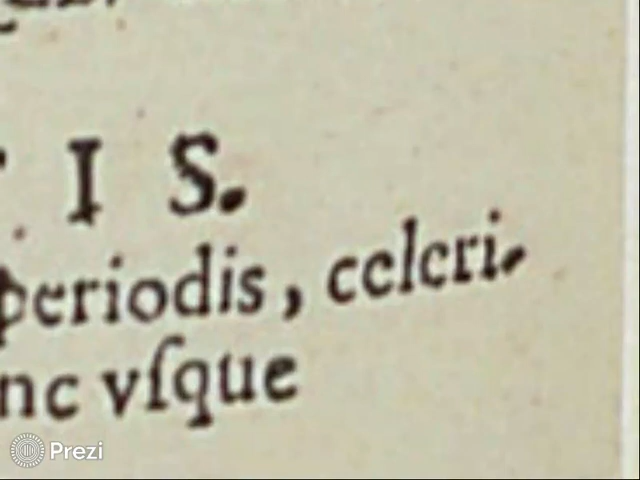 I S.
periodis, celeri-
nc vſque
Prezi